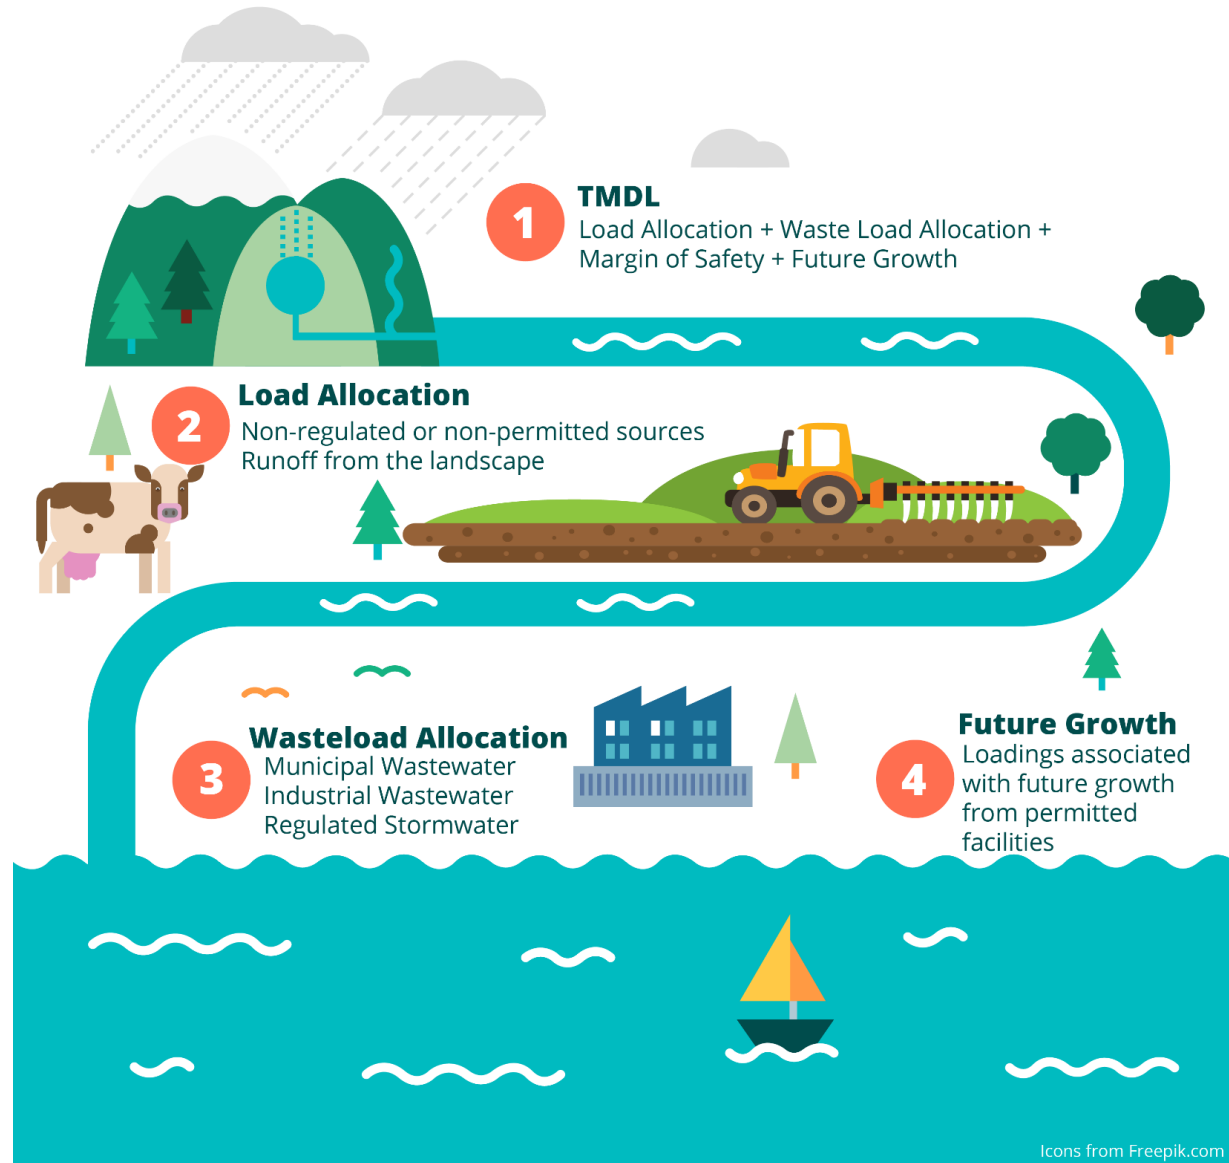 1
TMDL
Load Allocation + Waste Load Allocation +
Margin of Safety + Future Growth
2
Load Allocation
Non-regulated or non-permitted sources
Runoff from the landscape
3
Wasteload Allocation
Municipal Wastewater
Industrial Wastewater
Regulated Stormwater
4
Future Growth
Loadings associated
with future growth
from permitted
facilities
Icons from Freepik.com